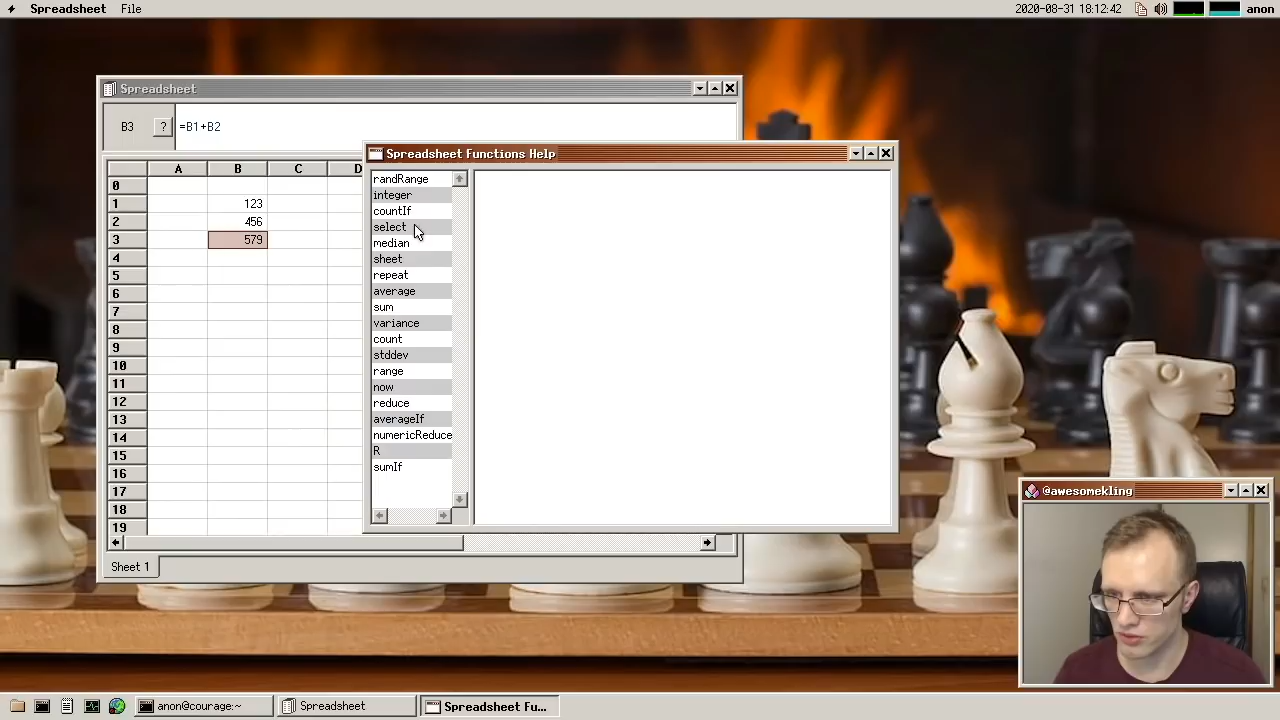 Spreadsheet File 2020-08-31 18:12:42 anon
Spreadsheet
B3 ? =B1+B2
Spreadsheet Functions Help
A B C D
0
1 123
2 456
3 579
4
5
6
7
8
9
10
11
12
13
14
15
16
17
18
19
randRange
integer
countIf
select
median
sheet
repeat
average
sum
variance
count
stddev
range
now
reduce
averageIf
numericReduce
R
sumIf
Sheet 1
@awesomekling
anon@courage:~ Spreadsheet Spreadsheet Fu...